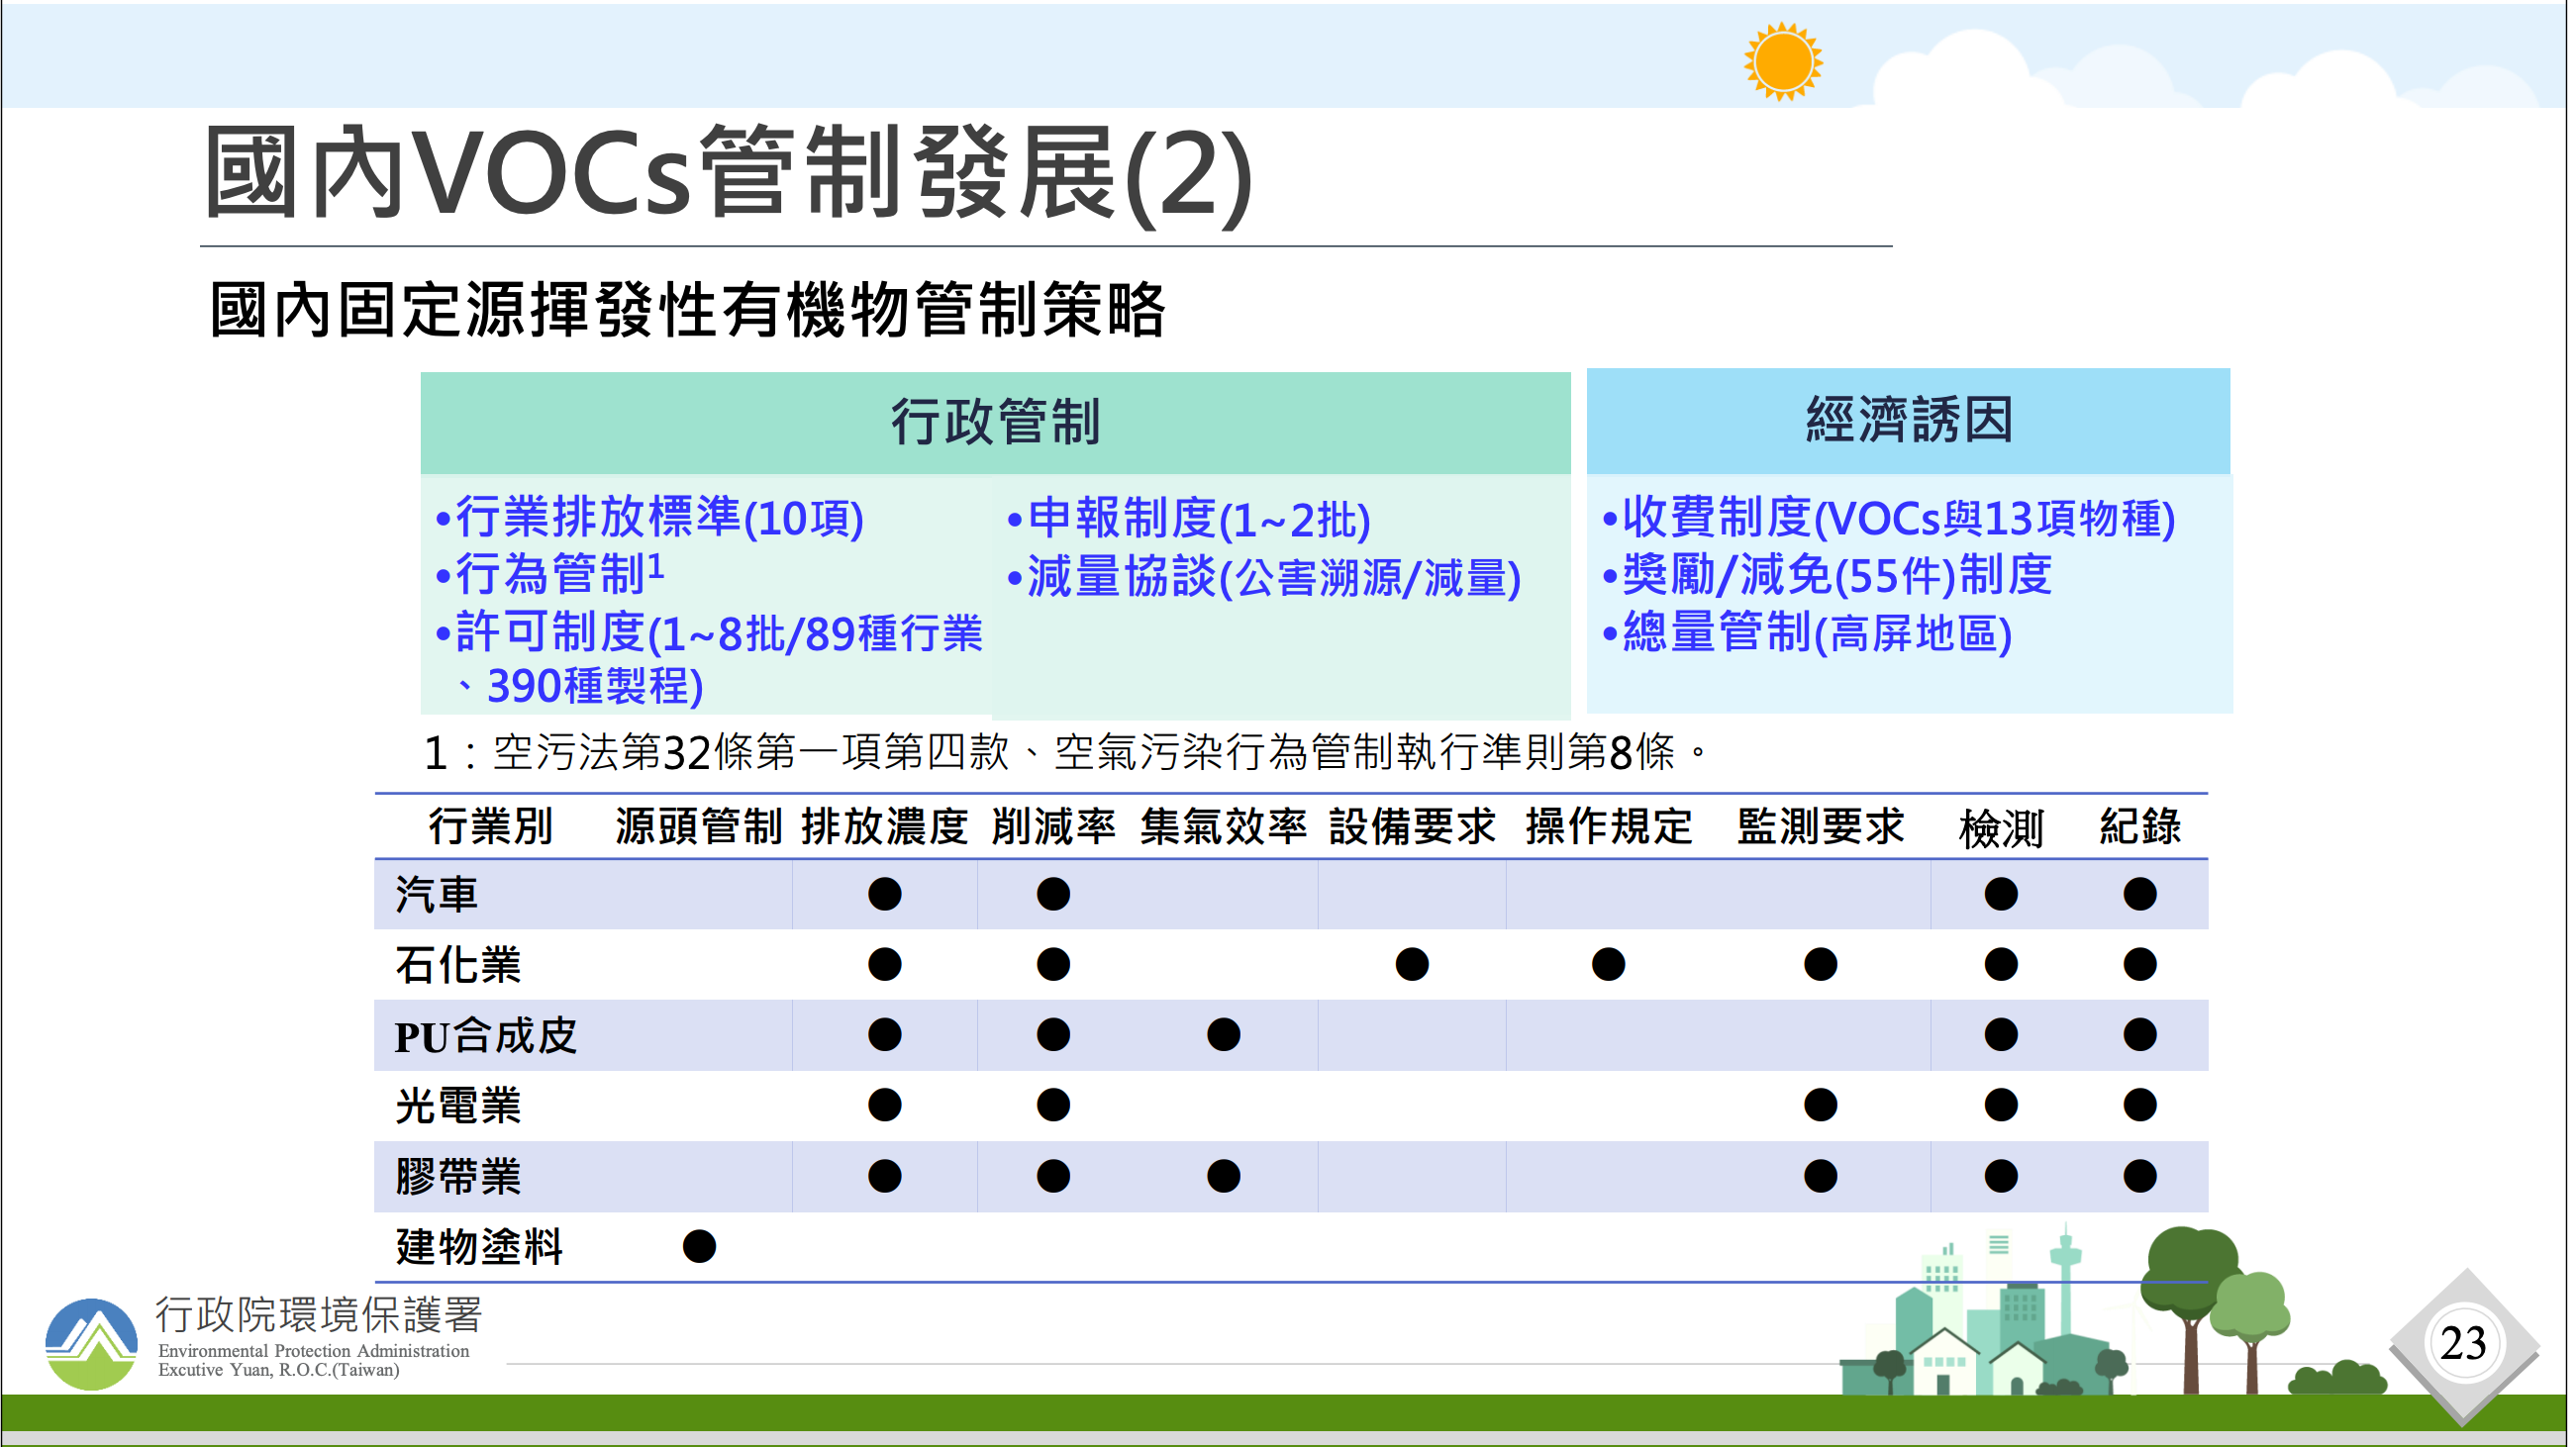 國內VOCs管制發展(2)
國內固定源揮發性有機物管制策略
行政管制
•行業排放標準(10項)
•行為管制1
•許可制度(1~8批/89種行業
、390種製程)
•申報制度(1~2批)
•減量協談(公害溯源/減量)
經濟誘因
•收費制度(VOCs與13項物種)
•獎勵/減免(55件)制度
•總量管制(高屏地區)
1：空污法第32條第一項第四款、空氣污染行為管制執行準則第8條。
行業別 源頭管制 排放濃度 削減率 集氣效率 設備要求 操作規定 監測要求 檢測 紀錄
汽車 ● ● ● ●
石化業 ● ● ● ● ● ● ●
PU合成皮 ● ● ● ● ●
光電業 ● ● ● ● ●
膠帶業 ● ● ● ● ● ●
建物塗料 ●
行政院環境保護署
Environmental Protection Administration
Excutive Yuan, R.O.C.(Taiwan)
23